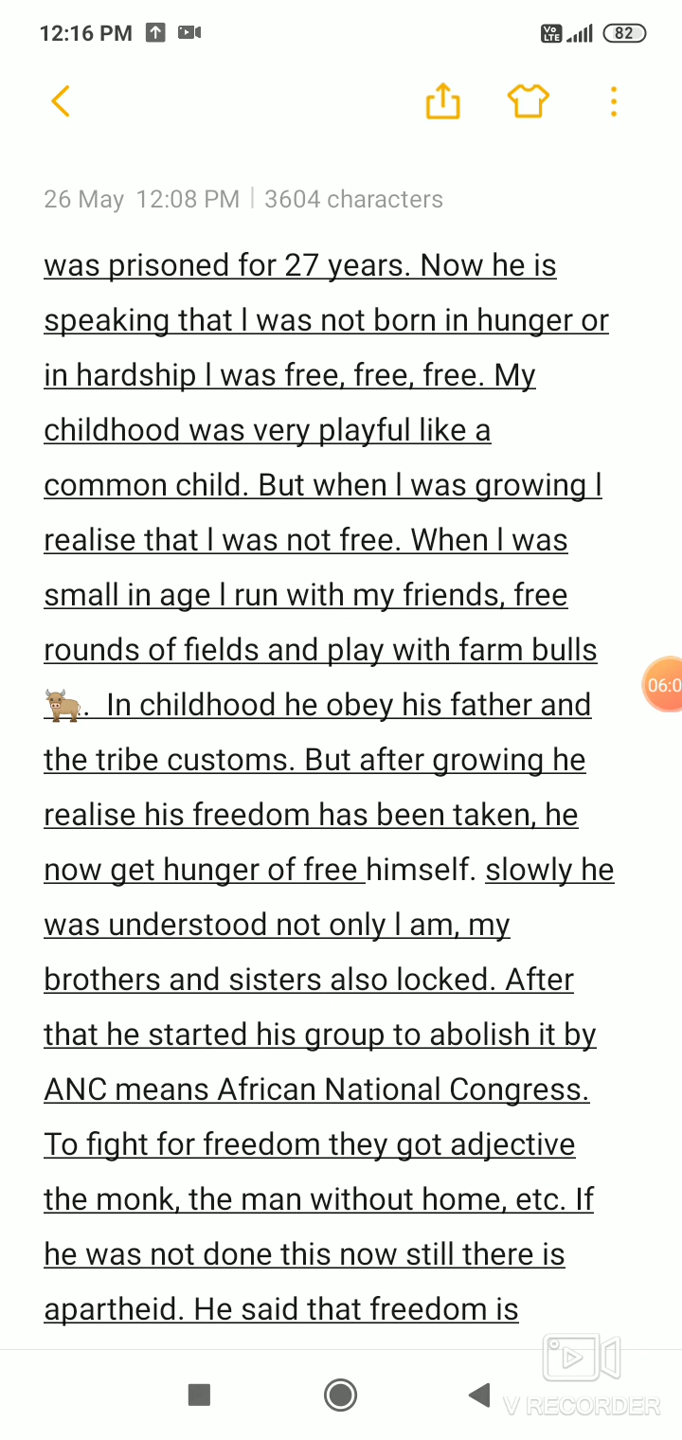 12:16 PM
Vo LTE 82
26 May 12:08 PM | 3604 characters
was prisoned for 27 years. Now he is
speaking that I was not born in hunger or
in hardship I was free, free, free. My
childhood was very playful like a
common child. But when I was growing I
realise that I was not free. When I was
small in age I run with my friends, free
rounds of fields and play with farm bulls
🐂. In childhood he obey his father and
06:0
the tribe customs. But after growing he
realise his freedom has been taken, he
now get hunger of free himself. slowly he
was understood not only I am, my
brothers and sisters also locked. After
that he started his group to abolish it by
ANC means African National Congress.
To fight for freedom they got adjective
the monk, the man without home, etc. If
he was not done this now still there is
apartheid. He said that freedom is
V RECORDER